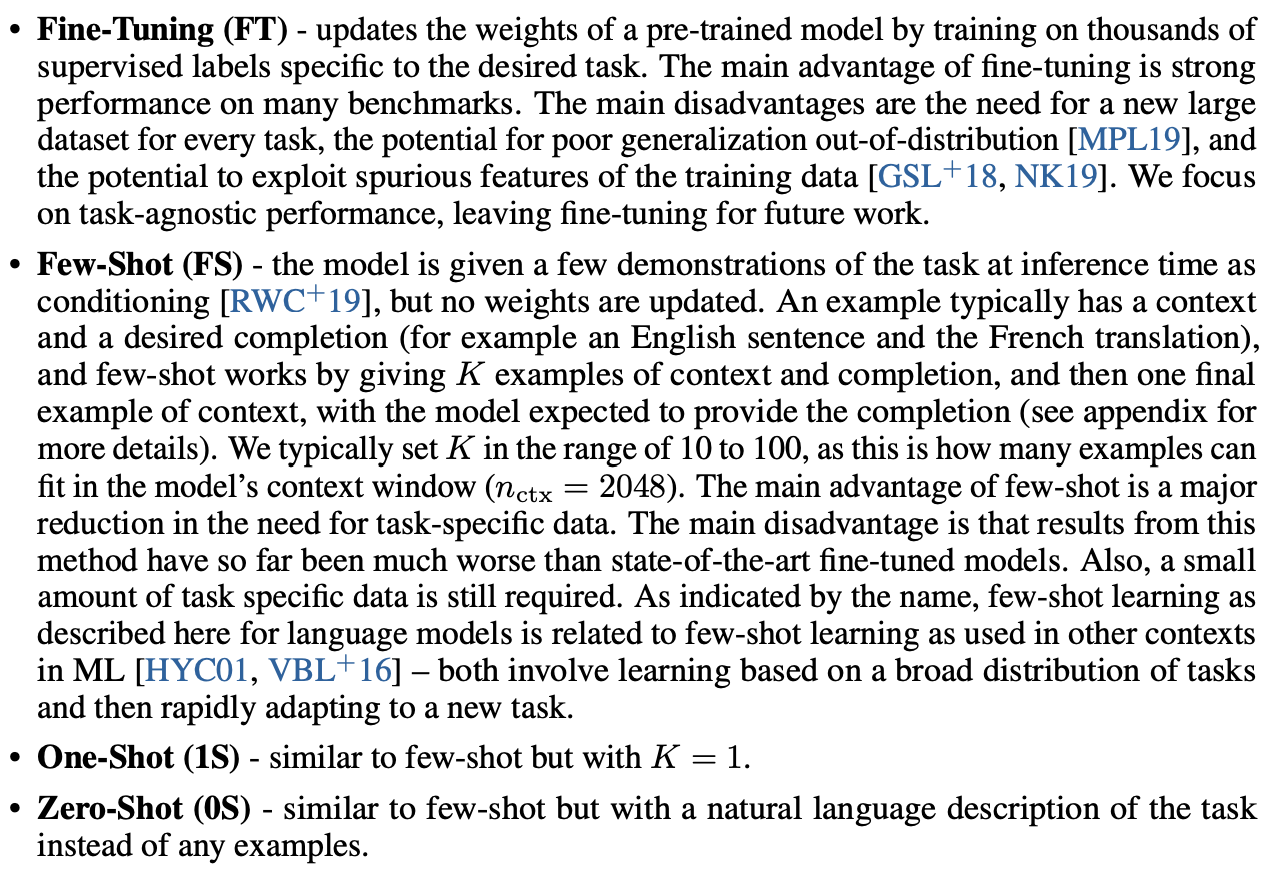 • Fine-Tuning (FT) - updates the weights of a pre-trained model by training on thousands of
supervised labels specific to the desired task. The main advantage of fine-tuning is strong
performance on many benchmarks. The main disadvantages are the need for a new large
dataset for every task, the potential for poor generalization out-of-distribution [MPL19], and
the potential to exploit spurious features of the training data [GSL+18, NK19]. We focus
on task-agnostic performance, leaving fine-tuning for future work.
• Few-Shot (FS) - the model is given a few demonstrations of the task at inference time as
conditioning [RWC+19], but no weights are updated. An example typically has a context
and a desired completion (for example an English sentence and the French translation),
and few-shot works by giving K examples of context and completion, and then one final
example of context, with the model expected to provide the completion (see appendix for
more details). We typically set K in the range of 10 to 100, as this is how many examples can
fit in the model's context window (nctx = 2048). The main advantage of few-shot is a major
reduction in the need for task-specific data. The main disadvantage is that results from this
method have so far been much worse than state-of-the-art fine-tuned models. Also, a small
amount of task specific data is still required. As indicated by the name, few-shot learning as
described here for language models is related to few-shot learning as used in other contexts
in ML [HYC01, VBL+16] – both involve learning based on a broad distribution of tasks
and then rapidly adapting to a new task.
• One-Shot (1S) - similar to few-shot but with K = 1.
• Zero-Shot (0S) - similar to few-shot but with a natural language description of the task
instead of any examples.